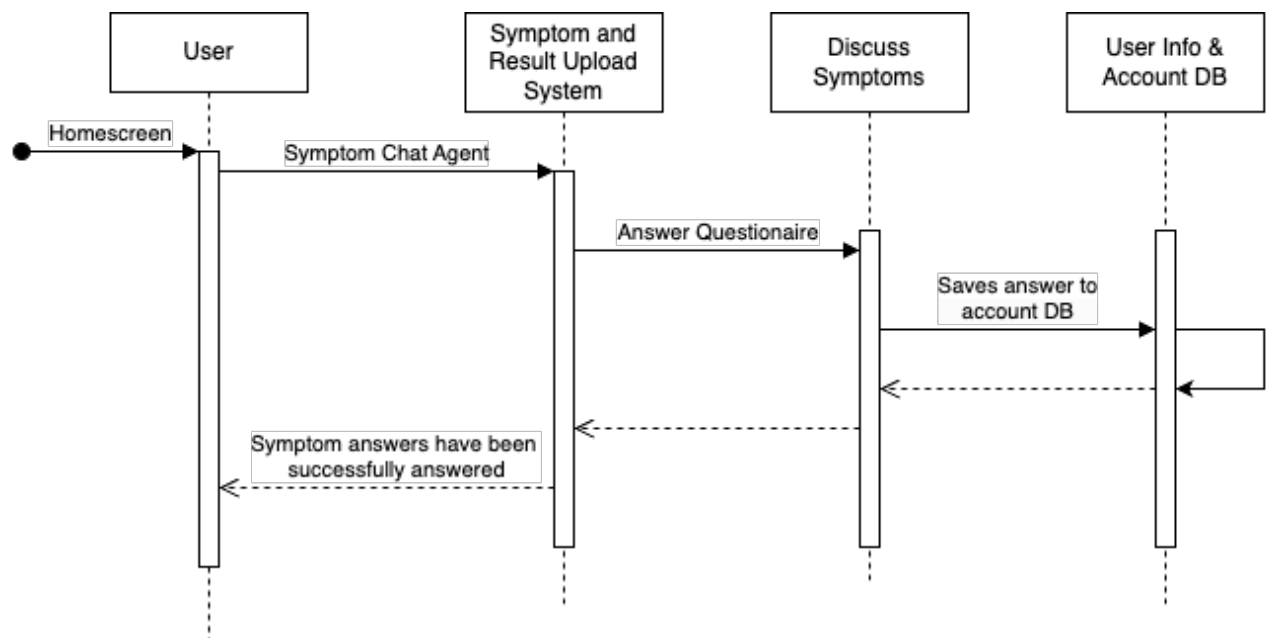 User
Symptom and
Result Upload
System
Discuss
Symptoms
User Info &
Account DB
Homescreen
Symptom Chat Agent
Answer Questionaire
Saves answer to
account DB
Symptom answers have been
successfully answered